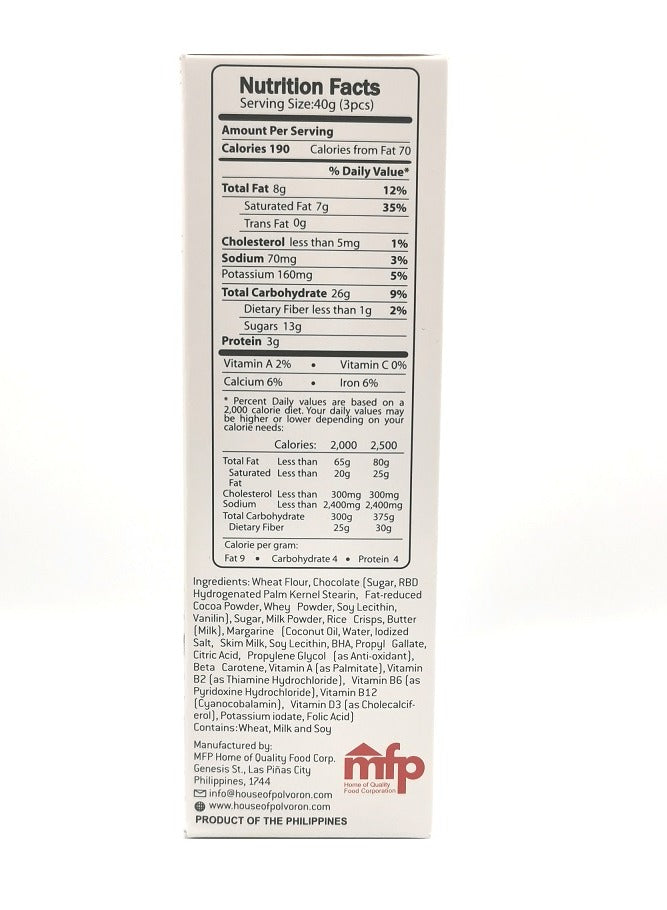 Nutrition Facts
Serving Size:40g (3pcs)
Amount Per Serving
Calories 190 Calories from Fat 70
% Daily Value*
Total Fat 8g 12%
Saturated Fat 7g 35%
Trans Fat 0g
Cholesterol less than 5mg 1%
Sodium 70mg 3%
Potassium 160mg 5%
Total Carbohydrate 26g 9%
Dietary Fiber less than 1g 2%
Sugars 13g
Protein 3g
Vitamin A 2% • Vitamin C 0%
Calcium 6% • Iron 6%
* Percent Daily values are based on a
2,000 calorie diet. Your daily values may
be higher or lower depending on your
calorie needs:
Calories: 2,000 2,500
Total Fat Less than 65g 80g
Saturated Less than 20g 25g
Fat
Cholesterol Less than 300mg 300mg
Sodium Less than 2,400mg 2,400mg
Total Carbohydrate 300g 375g
Dietary Fiber 25g 30g
Calorie per gram:
Fat 9 • Carbohydrate 4 • Protein 4
Ingredients: Wheat Flour, Chocolate (Sugar, RBD
Hydrogenated Palm Kernel Stearin, Fat-reduced
Cocoa Powder, Whey Powder, Soy Lecithin,
Vanilin), Sugar, Milk Powder, Rice Crisps, Butter
(Milk), Margarine (Coconut Oil, Water, Iodized
Salt, Skim Milk, Soy Lecithin, BHA, Propyl Gallate,
Citric Acid, Propylene Glycol (as Anti-oxidant),
Beta Carotene, Vitamin A (as Palmitate), Vitamin
B2 (as Thiamine Hydrochloride), Vitamin B6 (as
Pyridoxine Hydrochloride), Vitamin B12
(Cyanocobalamin), Vitamin D3 (as Cholecalcif-
erol), Potassium iodate, Folic Acid)
Contains:Wheat, Milk and Soy
Manufactured by:
MFP Home of Quality Food Corp.
Genesis St., Las Piñas City
Philippines, 1744
info@houseofpolvoron.com
www.houseofpolvoron.com
PRODUCT OF THE PHILIPPINES
mfp
Home of Quality
Food Corporation